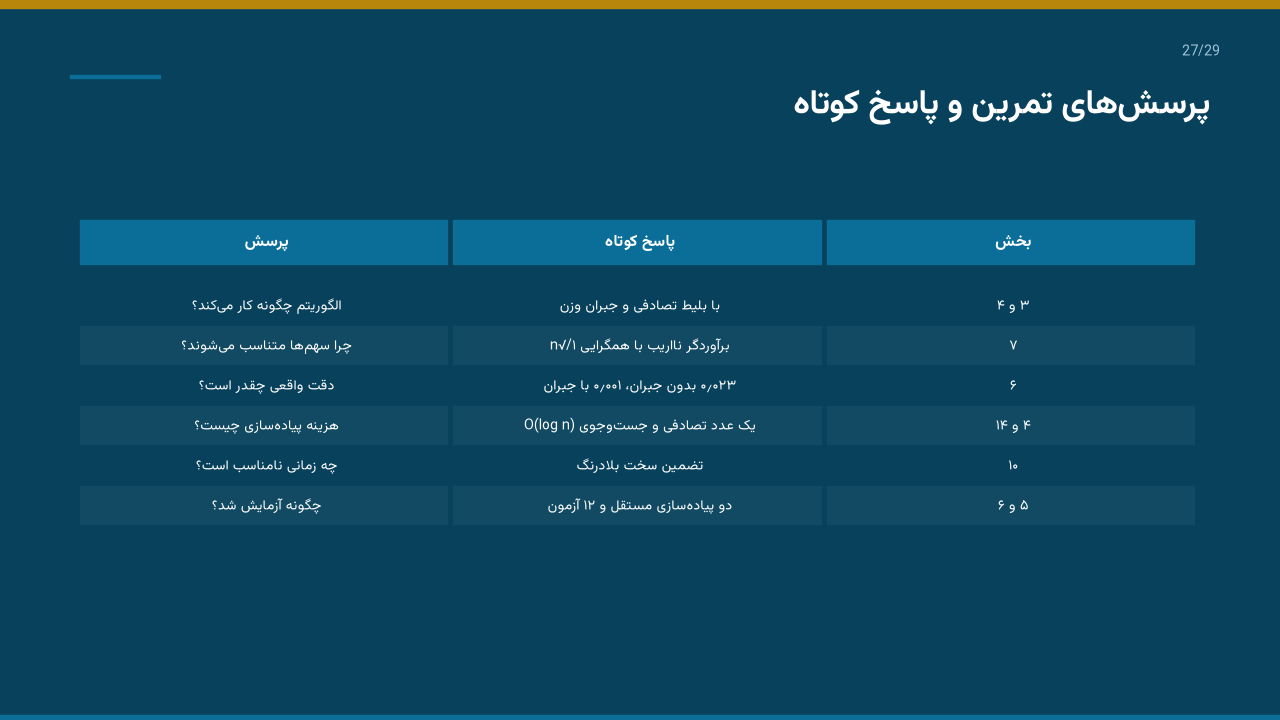 27/29
پرسش‌های تمرین و پاسخ کوتاه
بخش پاسخ کوتاه پرسش
۳ و ۴ با بلیط تصادفی و جبران وزن الگوریتم چگونه کار می‌کند؟
۷ برآوردگر نااریب با همگرایی ۱/√n چرا سهم‌ها متناسب می‌شوند؟
۶ ۰٫۰۲۳ بدون جبران، ۰٫۰۰۱ با جبران دقت واقعی چقدر است؟
۴ و ۱۴ یک عدد تصادفی و جست‌وجوی O(log n) هزینه پیاده‌سازی چیست؟
۱۰ تضمین سخت بلادرنگ چه زمانی نامناسب است؟
۵ و ۶ دو پیاده‌سازی مستقل و ۱۲ آزمون چگونه آزمایش شد؟